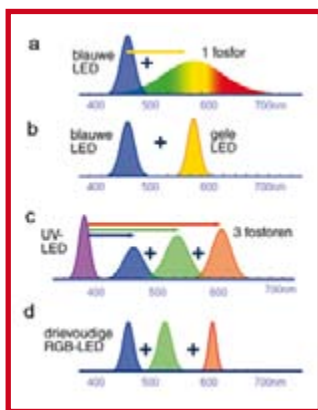 a
blauwe LED + 1 fosfor
400 500 600 700nm
b
blauwe LED + gele LED
400 500 600 700nm
c
UV-LED + + 3 fosforen
400 500 600 700nm
d
drievoudige RGB-LED + +
400 500 600 700nm